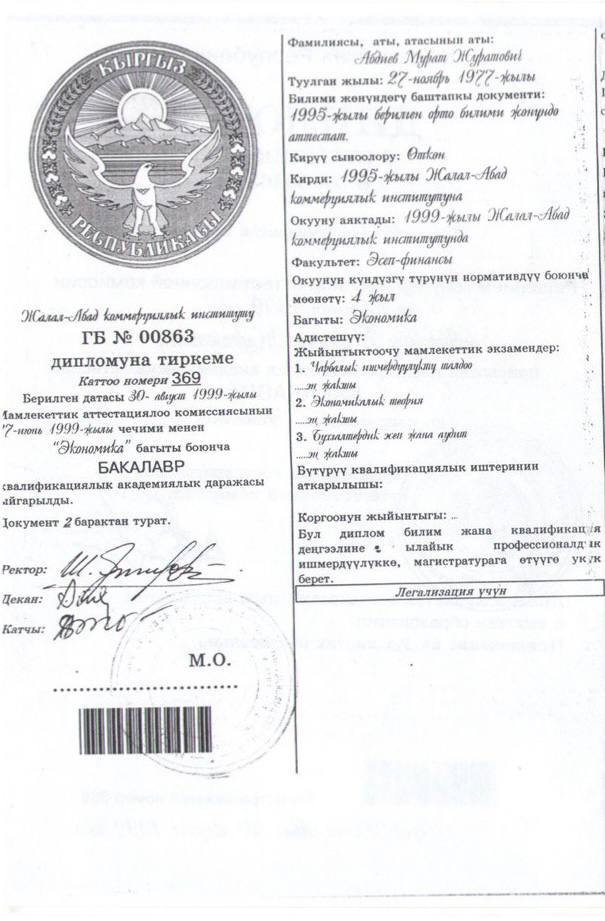 КЫРГЫЗ
РЕСПУБЛИКАСЫ
Жалал-Абад коммерциялык институту
ГБ № 00863
дипломуна тиркеме
Каттоо номери 369
Берилген датасы 30- август 1999-жылы
Мамлекеттик аттестациялоо комиссиясынын
7-июнь 1999-жылы чечими менен
"Экономика" багыты боюнча
БАКАЛАВР
квалификациялык академиялык даражасы
ыйгарылды.
Документ 2 барактан турат.
Ректор:
Декан:
Катчы:
М.О.
Фамилиясы, аты, атасынын аты:
Абдиев Мурат Журатович
Туулган жылы: 27-ноябрь 1977-жылы
Билими жөнүндөгү баштапкы документи:
1995-жылы берилген орто билими жөнүндө
аттестат.
Кирүү сыноолору: Өткөн
Кирди: 1995-жылы Жалал-Абад
коммерциялык институтуна
Окууну аяктады: 1999-жылы Жалал-Абад
коммерциялык институтунда
Факультет: Эсеп-финансы
Окуунун күндүзгү түрүнүн нормативдүү боюнча
мөөнөтү: 4 жыл
Багыты: Экономика
Адистешүү:
Жыйынтыктоочу мамлекеттик экзамендер:
1. Чарбалык ишмердүүлүктү талдоо
.....эң жакшы
2. Экономикалык теория
.....эң жакшы
3. Бухгалтердик эсеп жана аудит
.....эң жакшы
Бүтүрүү квалификациялык иштеринин
аткарылышы:
Коргоонун жыйынтыгы: ...
Бул диплом билим жана квалификация
деңгээлине ылайык профессионалдык
ишмердүүлүккө, магистратурага өтүүгө укук
берет.
Легализация үчүн